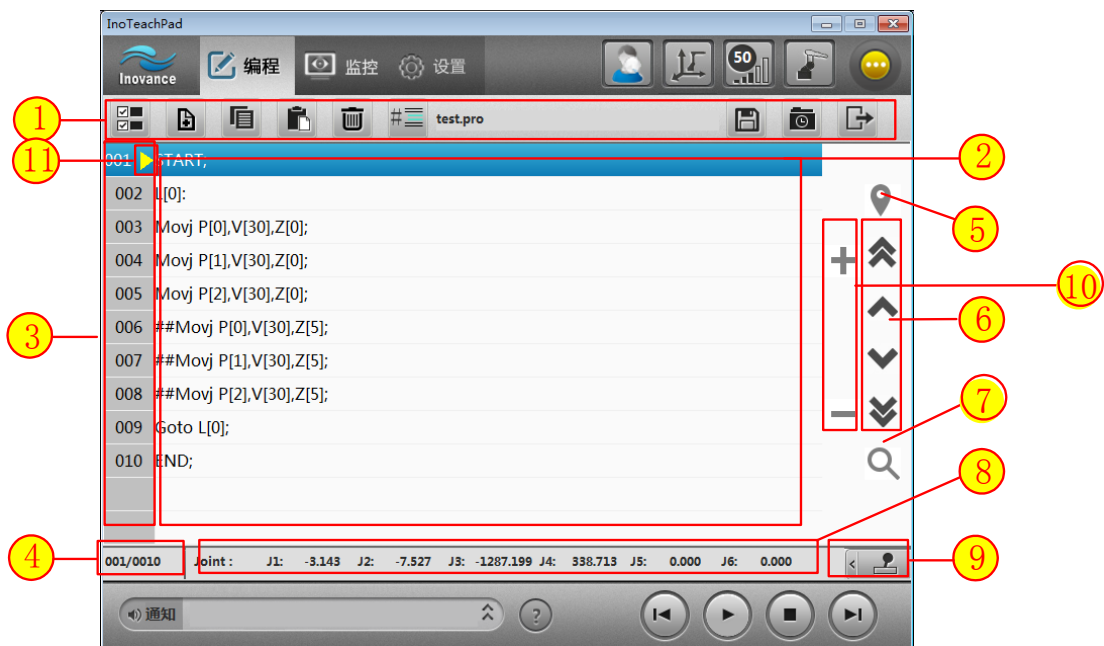 InoTeachPad
Inovance
编程
监控
设置
50
1
test.pro
11
001 START;
2
002 L[0]:
5
003 Movj P[0],V[30],Z[0];
004 Movj P[1],V[30],Z[0];
10
005 Movj P[2],V[30],Z[0];
3
006 ##Movj P[0],V[30],Z[5];
6
007 ##Movj P[1],V[30],Z[5];
008 ##Movj P[2],V[30],Z[5];
7
009 Goto L[0];
010 END;
8
4
001/0010 Joint : J1: -3.143 J2: -7.527 J3: -1287.199 J4: 338.713 J5: 0.000 J6: 0.000
9
通知
?